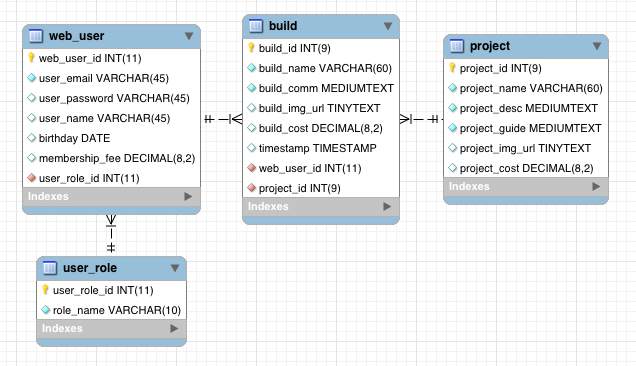 web_user
web_user_id INT(11)
user_email VARCHAR(45)
user_password VARCHAR(45)
user_name VARCHAR(45)
birthday DATE
membership_fee DECIMAL(8,2)
user_role_id INT(11)
Indexes
build
build_id INT(9)
build_name VARCHAR(60)
build_comm MEDIUMTEXT
build_img_url TINYTEXT
build_cost DECIMAL(8,2)
timestamp TIMESTAMP
web_user_id INT(11)
project_id INT(9)
Indexes
project
project_id INT(9)
project_name VARCHAR(60)
project_desc MEDIUMTEXT
project_guide MEDIUMTEXT
project_img_url TINYTEXT
project_cost DECIMAL(8,2)
Indexes
user_role
user_role_id INT(11)
role_name VARCHAR(10)
Indexes